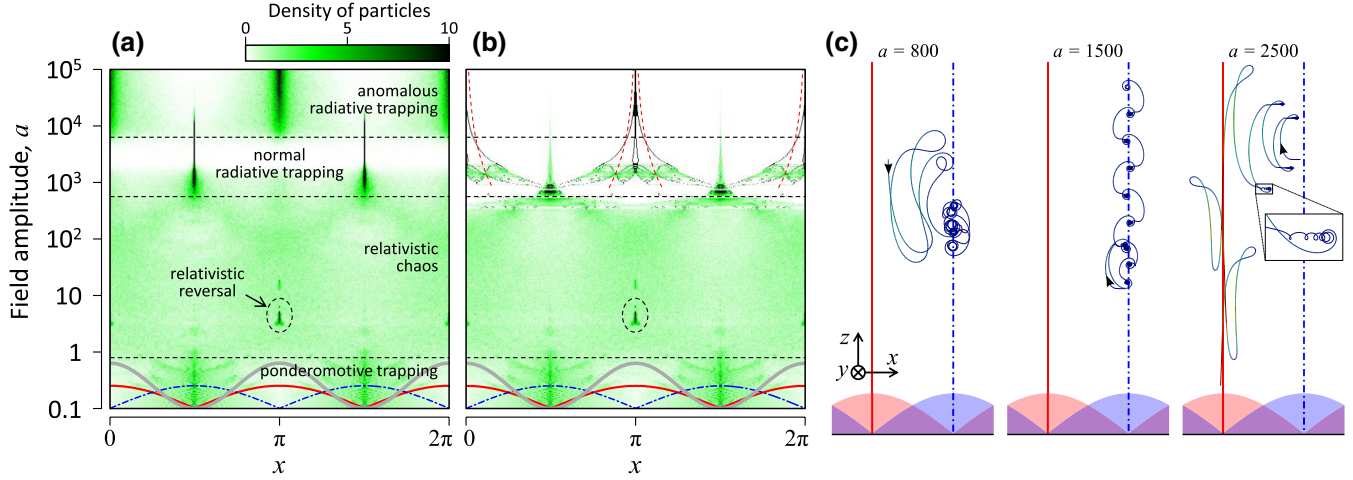 Density of particles
0 5 10
(a)
(b)
(c)
Field amplitude, a
10⁵
10⁴
10³
10²
10
1
0.1
anomalous
radiative trapping
normal
radiative trapping
relativistic
chaos
relativistic
reversal
ponderomotive trapping
0 π 2π
x
0 π 2π
x
a = 800
a = 1500
a = 2500
z
y
x